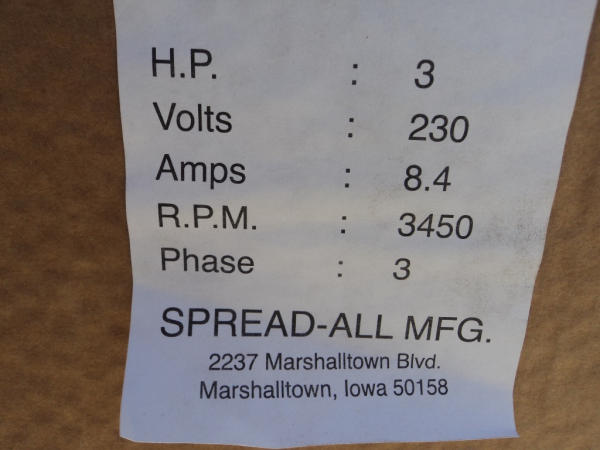 H.P. : 3
Volts : 230
Amps : 8.4
R.P.M. : 3450
Phase : 3
SPREAD-ALL MFG.
2237 Marshalltown Blvd.
Marshalltown, Iowa 50158